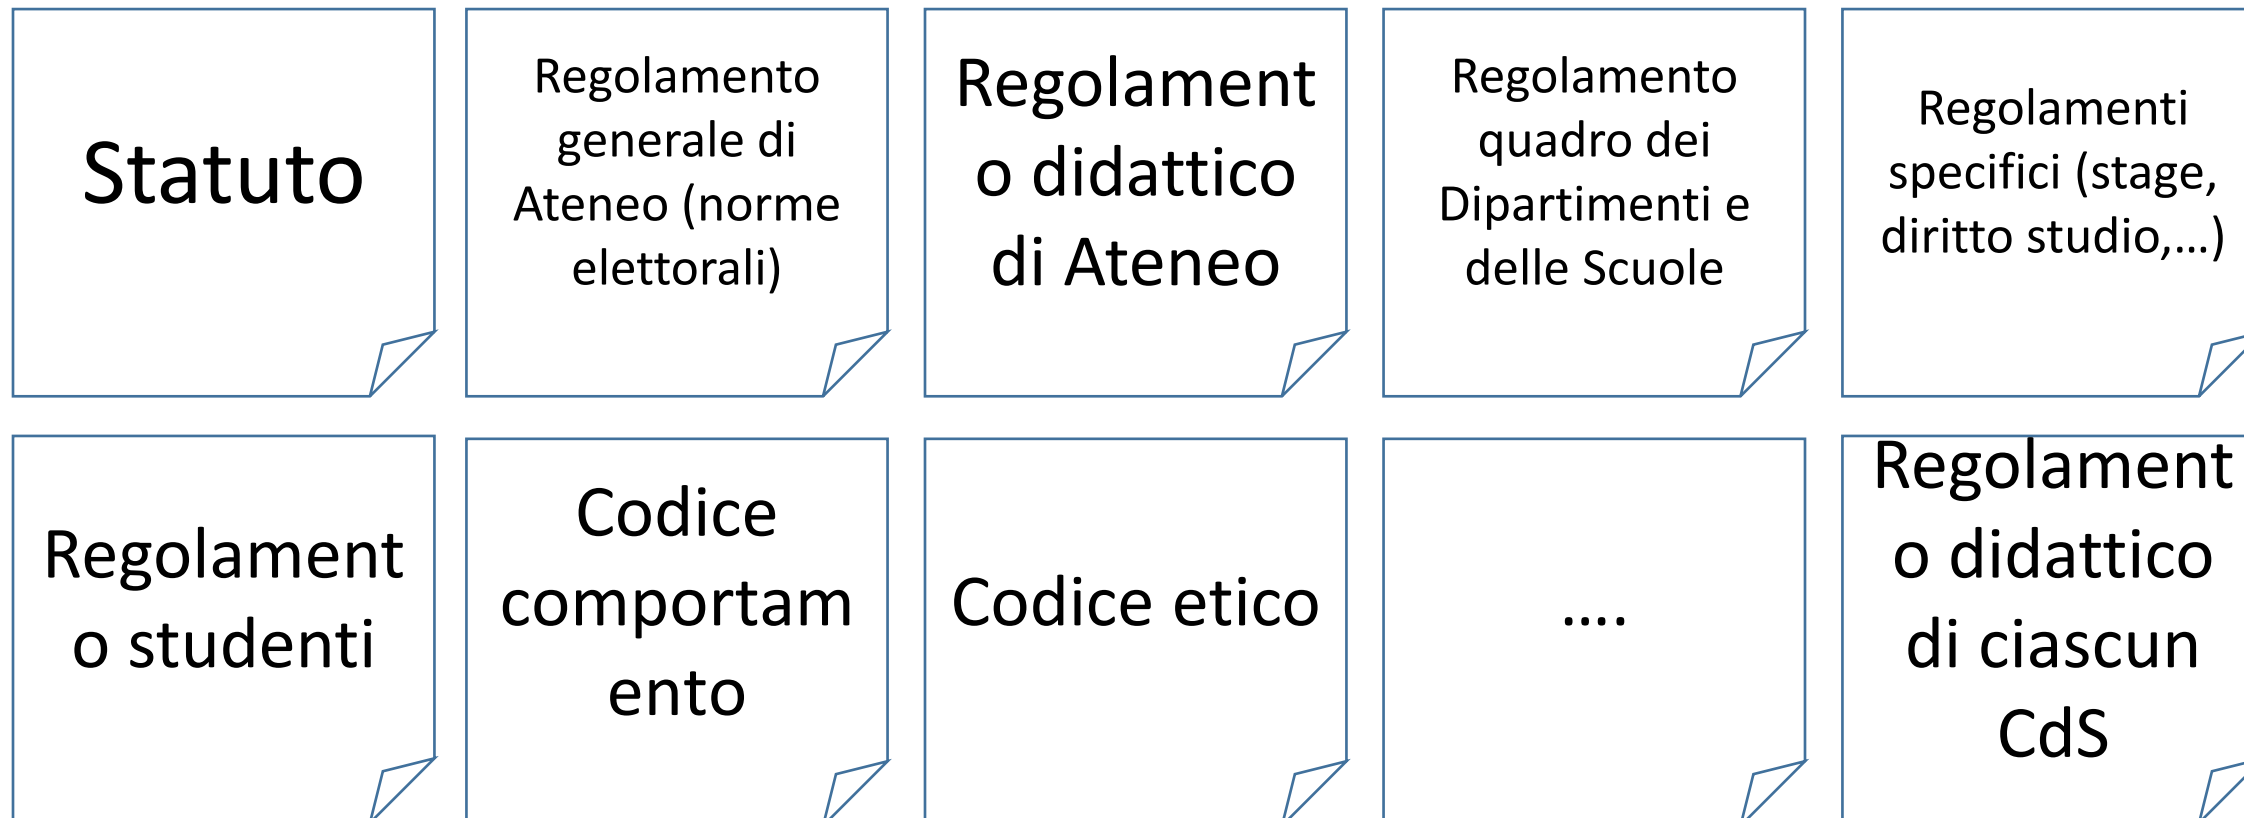 Statuto
Regolamento
generale di
Ateneo (norme
elettorali)
Regolament
o didattico
di Ateneo
Regolamento
quadro dei
Dipartimenti e
delle Scuole
Regolamenti
specifici (stage,
diritto studio,...)
Regolament
o studenti
Codice
comportam
ento
Codice etico
....
Regolament
o didattico
di ciascun
CdS